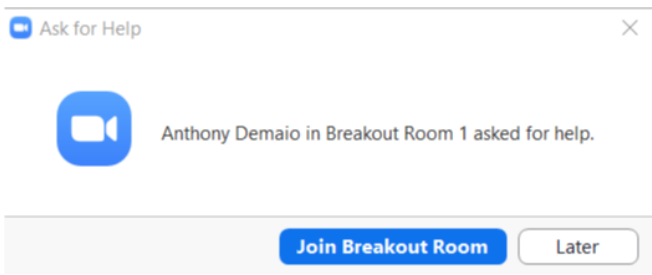 Ask for Help
Anthony Demaio in Breakout Room 1 asked for help.
Join Breakout Room
Later